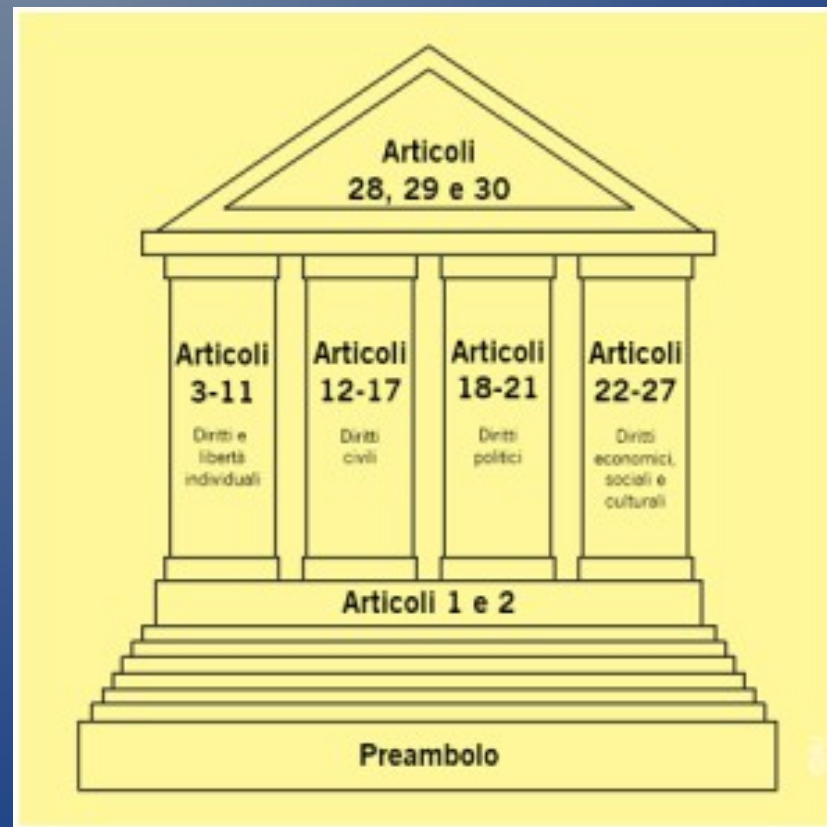 Articoli
28, 29 e 30
Articoli
3-11
Diritti e
libertà
individuali
Articoli
12-17
Diritti
civili
Articoli
18-21
Diritti
politici
Articoli
22-27
Diritti
economici,
sociali e
culturali
Articoli 1 e 2
Preambolo